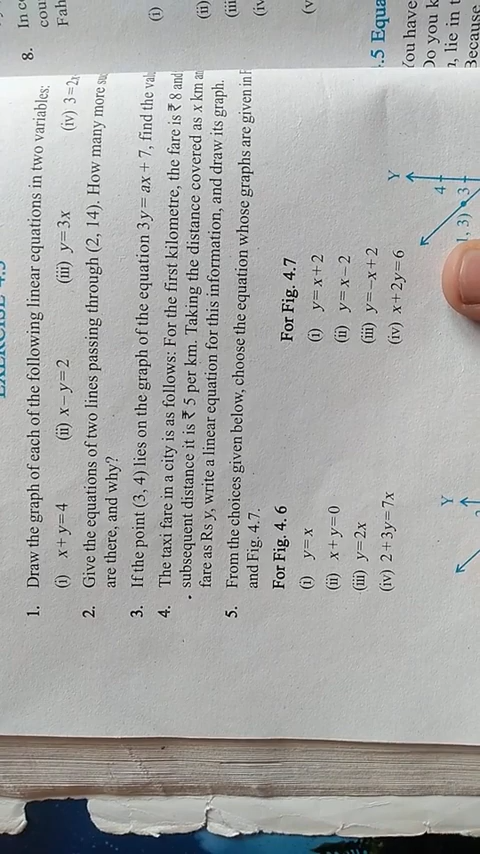 EXERCISE 4.3
1. Draw the graph of each of the following linear equations in two variables:
(i) x + y = 4 (ii) x – y = 2 (iii) y = 3x (iv) 3 = 2x
2. Give the equations of two lines passing through (2, 14). How many more
are there, and why?
3. If the point (3, 4) lies on the graph of the equation 3y = ax + 7, find the
4. The taxi fare in a city is as follows: For the first kilometre, the fare is ₹ 8 and
subsequent distance it is ₹ 5 per km. Taking the distance covered as x km
fare as Rs y, write a linear equation for this information, and draw its graph.
5. From the choices given below, choose the equation whose graphs are given in
and Fig. 4.7.
For Fig. 4. 6
(i) y = x
(ii) x + y = 0
(iii) y = 2x
(iv) 2 + 3y = 7x
For Fig. 4.7
(i) y = x + 2
(ii) y = x – 2
(iii) y = –x + 2
(iv) x + 2y = 6
Y
Y
4
3) 3
8. In
(i)
(ii)
(iii
(iv
(v
.5 Equa
You have
Do you k
, lie in t
Because